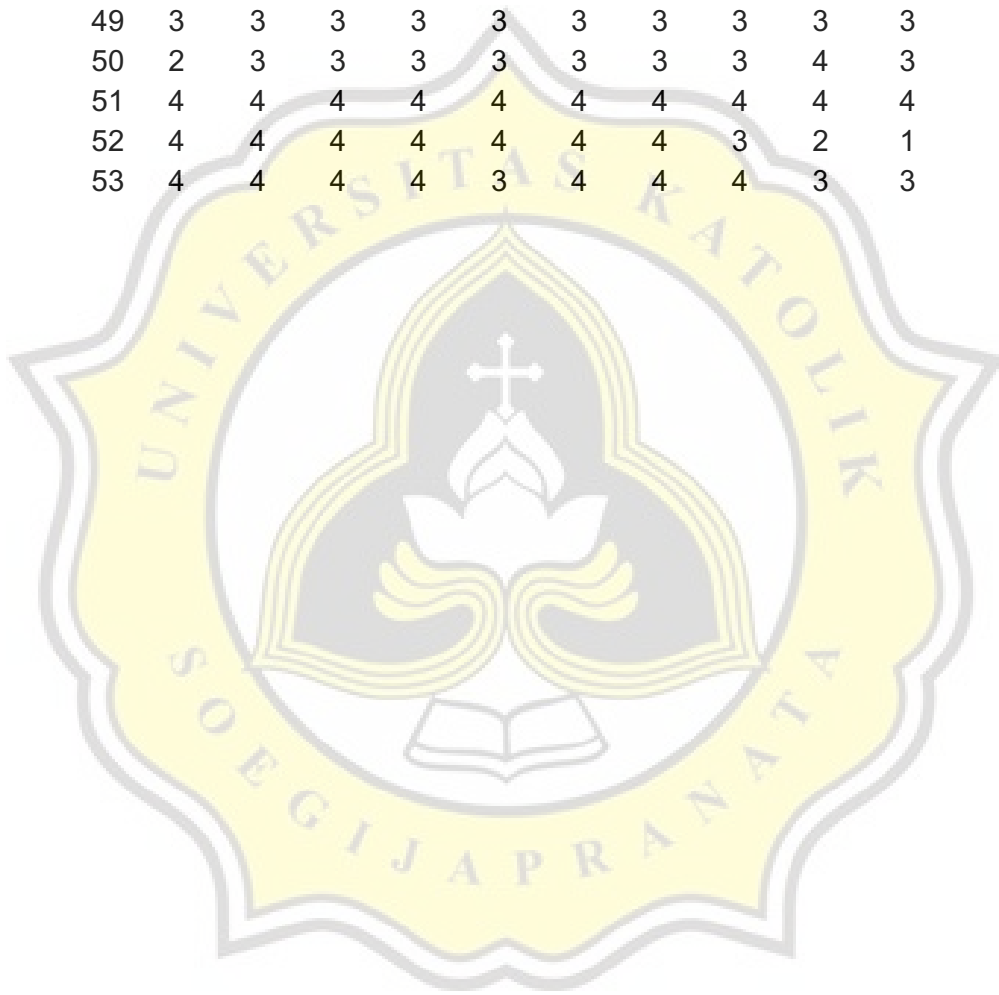 49 3 3 3 3 3 3 3 3 3 3
50 2 3 3 3 3 3 3 3 4 3
51 4 4 4 4 4 4 4 4 4 4
52 4 4 4 4 4 4 4 3 2 1
53 4 4 4 4 3 4 4 4 3 3
UNIVERSITAS KATOLIK
SOEGIJAPRANATA